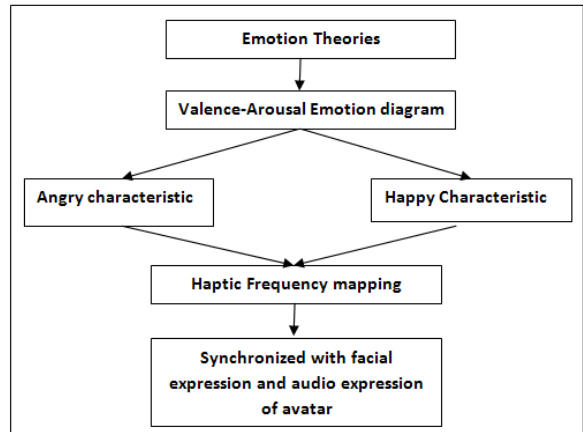 Emotion Theories
Valence-Arousal Emotion diagram
Angry characteristic
Happy Characteristic
Haptic Frequency mapping
Synchronized with facial
expression and audio expression
of avatar